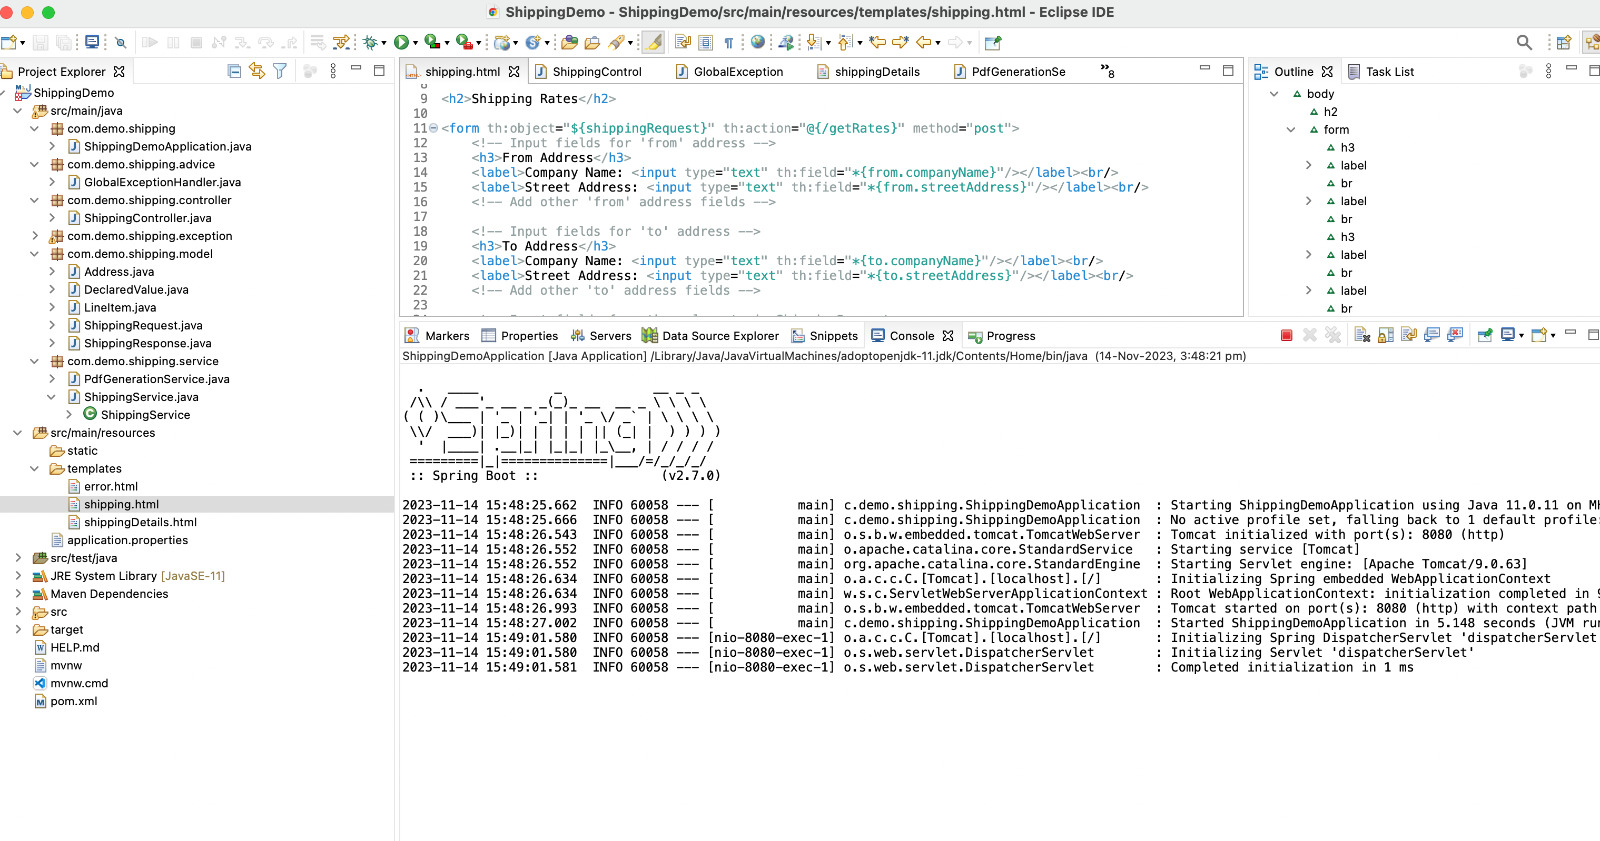 ShippingDemo - ShippingDemo/src/main/resources/templates/shipping.html - Eclipse IDE
Project Explorer
ShippingDemo
src/main/java
com.demo.shipping
ShippingDemoApplication.java
com.demo.shipping.advice
GlobalExceptionHandler.java
com.demo.shipping.controller
ShippingController.java
com.demo.shipping.exception
com.demo.shipping.model
Address.java
DeclaredValue.java
LineItem.java
ShippingRequest.java
ShippingResponse.java
com.demo.shipping.service
PdfGenerationService.java
ShippingService.java
ShippingService
src/main/resources
static
templates
error.html
shipping.html
shippingDetails.html
application.properties
src/test/java
JRE System Library [JavaSE-11]
Maven Dependencies
src
target
HELP.md
mvnw
mvnw.cmd
pom.xml
shipping.html ShippingControl GlobalException shippingDetails PdfGenerationSe »8
9 <h2>Shipping Rates</h2>
10
11 <form th:object="${shippingRequest}" th:action="@{/getRates}" method="post">
12 <!-- Input fields for 'from' address -->
13 <h3>From Address</h3>
14 <label>Company Name: <input type="text" th:field="*{from.companyName}"/></label><br/>
15 <label>Street Address: <input type="text" th:field="*{from.streetAddress}"/></label><br/>
16 <!-- Add other 'from' address fields -->
17
18 <!-- Input fields for 'to' address -->
19 <h3>To Address</h3>
20 <label>Company Name: <input type="text" th:field="*{to.companyName}"/></label><br/>
21 <label>Street Address: <input type="text" th:field="*{to.streetAddress}"/></label><br/>
22 <!-- Add other 'to' address fields -->
23
Outline Task List
body
h2
form
h3
label
br
label
br
h3
label
br
label
br
Markers Properties Servers Data Source Explorer Snippets Console Progress
ShippingDemoApplication [Java Application] /Library/Java/JavaVirtualMachines/adoptopenjdk-11.jdk/Contents/Home/bin/java (14-Nov-2023, 3:48:21 pm)
:: Spring Boot :: (v2.7.0)
2023-11-14 15:48:25.662 INFO 60058 --- [ main] c.demo.shipping.ShippingDemoApplication : Starting ShippingDemoApplication using Java 11.0.11 on
2023-11-14 15:48:25.666 INFO 60058 --- [ main] c.demo.shipping.ShippingDemoApplication : No active profile set, falling back to 1 default profile:
2023-11-14 15:48:26.543 INFO 60058 --- [ main] o.s.b.w.embedded.tomcat.TomcatWebServer : Tomcat initialized with port(s): 8080 (http)
2023-11-14 15:48:26.552 INFO 60058 --- [ main] o.apache.catalina.core.StandardService : Starting service [Tomcat]
2023-11-14 15:48:26.552 INFO 60058 --- [ main] org.apache.catalina.core.StandardEngine : Starting Servlet engine: [Apache Tomcat/9.0.63]
2023-11-14 15:48:26.634 INFO 60058 --- [ main] o.a.c.c.C.[Tomcat].[localhost].[/] : Initializing Spring embedded WebApplicationContext
2023-11-14 15:48:26.634 INFO 60058 --- [ main] w.s.c.ServletWebServerApplicationContext : Root WebApplicationContext: initialization completed in
2023-11-14 15:48:26.993 INFO 60058 --- [ main] o.s.b.w.embedded.tomcat.TomcatWebServer : Tomcat started on port(s): 8080 (http) with context path
2023-11-14 15:48:27.002 INFO 60058 --- [ main] c.demo.shipping.ShippingDemoApplication : Started ShippingDemoApplication in 5.148 seconds (JVM
2023-11-14 15:49:01.580 INFO 60058 --- [nio-8080-exec-1] o.a.c.c.C.[Tomcat].[localhost].[/] : Initializing Spring DispatcherServlet 'dispatcherServlet
2023-11-14 15:49:01.580 INFO 60058 --- [nio-8080-exec-1] o.s.web.servlet.DispatcherServlet : Initializing Servlet 'dispatcherServlet'
2023-11-14 15:49:01.581 INFO 60058 --- [nio-8080-exec-1] o.s.web.servlet.DispatcherServlet : Completed initialization in 1 ms